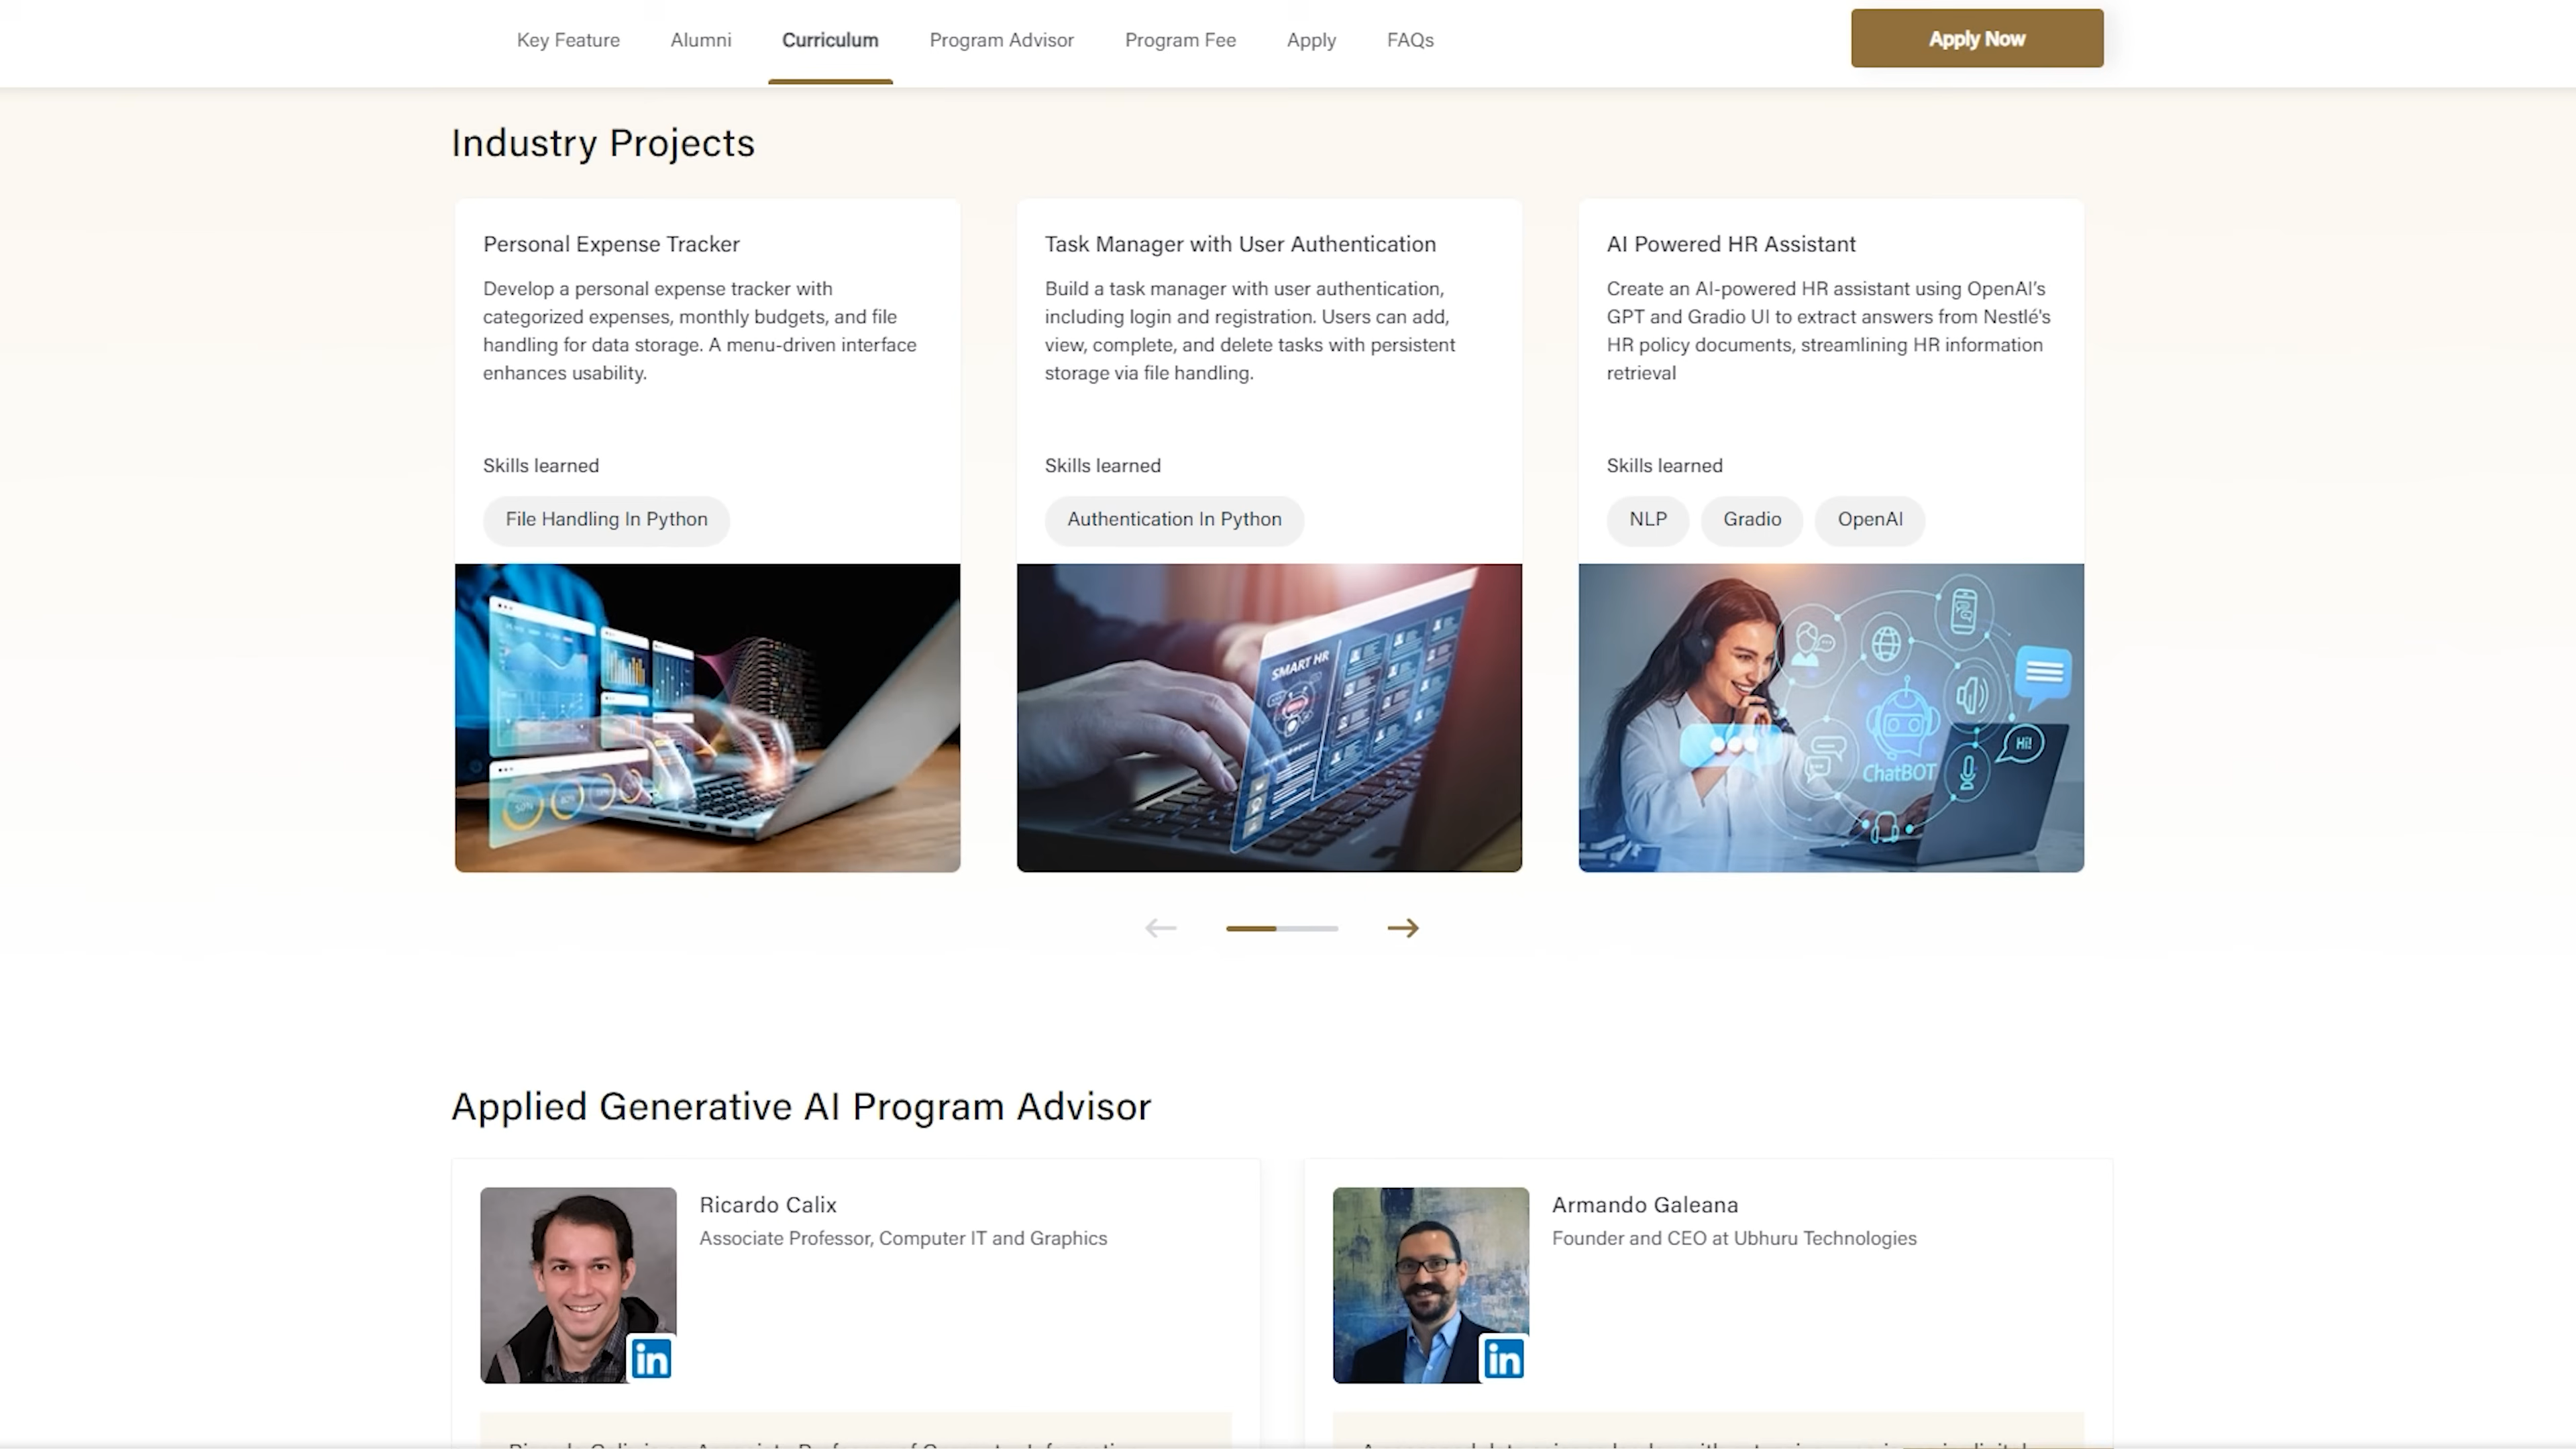 Key Feature
Alumni
Curriculum
Program Advisor
Program Fee
Apply
FAQs
Apply Now
Industry Projects
Personal Expense Tracker
Develop a personal expense tracker with
categorized expenses, monthly budgets, and file
handling for data storage. A menu-driven interface
enhances usability.
Skills learned
File Handling In Python
Task Manager with User Authentication
Build a task manager with user authentication,
including login and registration. Users can add,
view, complete, and delete tasks with persistent
storage via file handling.
Skills learned
Authentication In Python
SMART HR
AI Powered HR Assistant
Create an AI-powered HR assistant using OpenAI's
GPT and Gradio UI to extract answers from Nestlé's
HR policy documents, streamlining HR information
retrieval
Skills learned
NLP
Gradio
OpenAI
Hi!
ChatBOT
Applied Generative AI Program Advisor
Ricardo Calix
Associate Professor, Computer IT and Graphics
in
Armando Galeana
Founder and CEO at Ubhuru Technologies
in